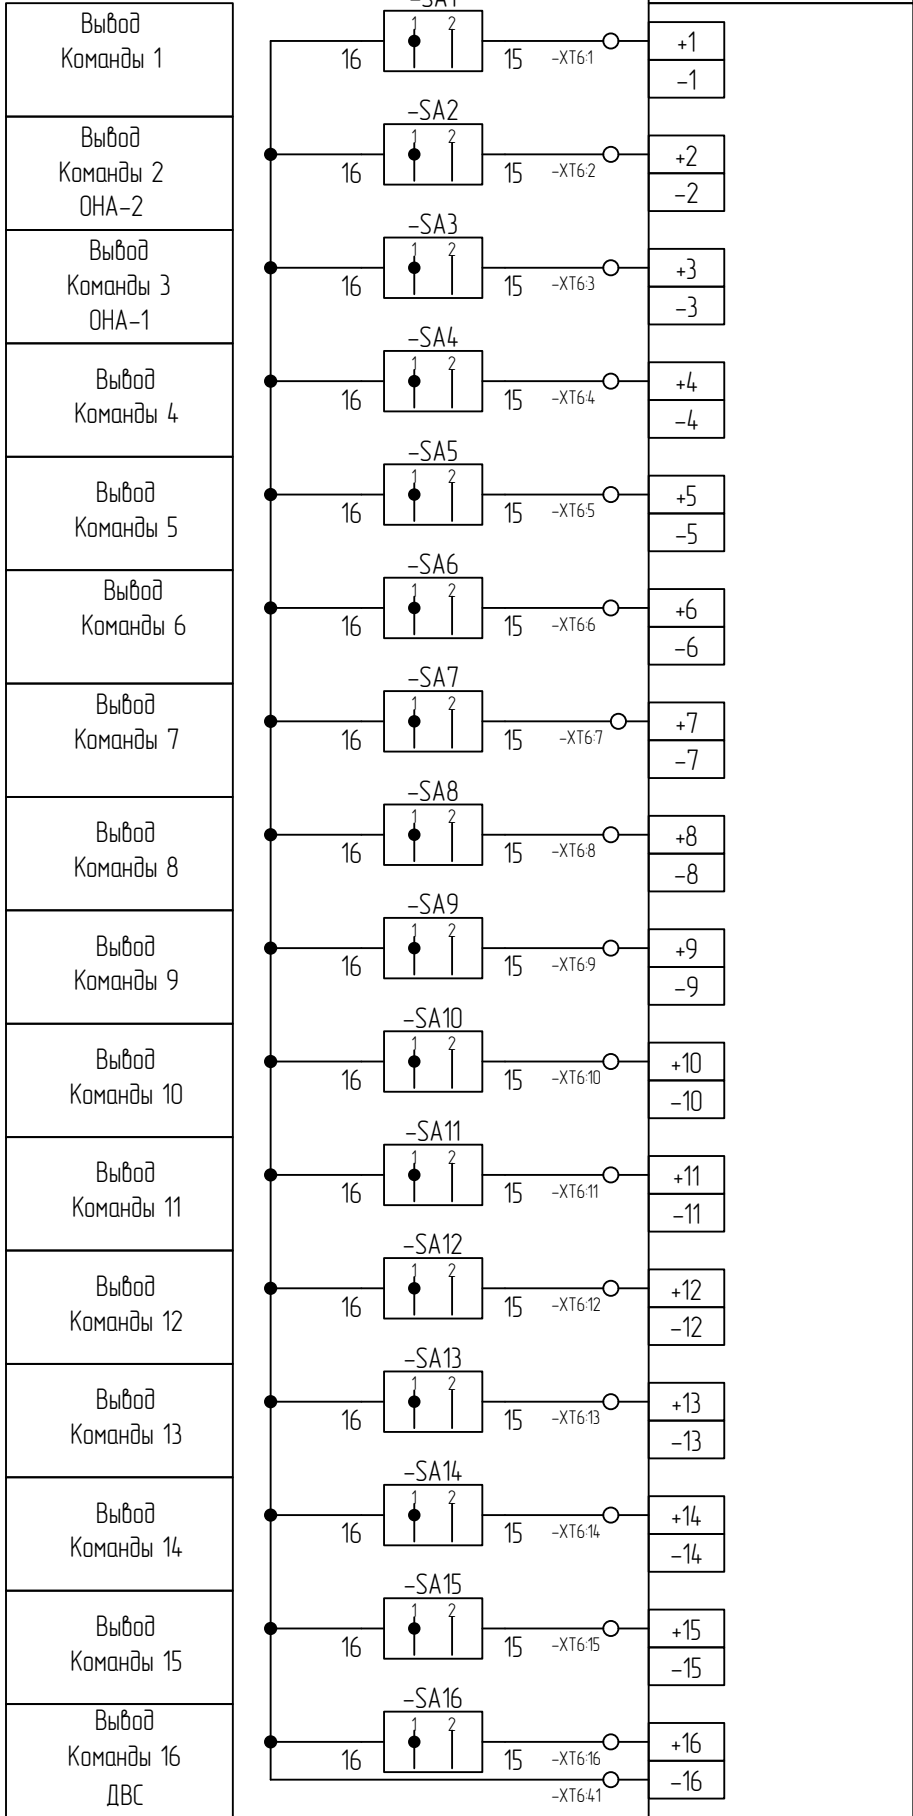 Вывод
Команды 1
-SA1
1 2
16 15 -XT6:1
+1
-1
Вывод
Команды 2
ОНА-2
-SA2
1 2
16 15 -XT6:2
+2
-2
Вывод
Команды 3
ОНА-1
-SA3
1 2
16 15 -XT6:3
+3
-3
Вывод
Команды 4
-SA4
1 2
16 15 -XT6:4
+4
-4
Вывод
Команды 5
-SA5
1 2
16 15 -XT6:5
+5
-5
Вывод
Команды 6
-SA6
1 2
16 15 -XT6:6
+6
-6
Вывод
Команды 7
-SA7
1 2
16 15 -XT6:7
+7
-7
Вывод
Команды 8
-SA8
1 2
16 15 -XT6:8
+8
-8
Вывод
Команды 9
-SA9
1 2
16 15 -XT6:9
+9
-9
Вывод
Команды 10
-SA10
1 2
16 15 -XT6:10
+10
-10
Вывод
Команды 11
-SA11
1 2
16 15 -XT6:11
+11
-11
Вывод
Команды 12
-SA12
1 2
16 15 -XT6:12
+12
-12
Вывод
Команды 13
-SA13
1 2
16 15 -XT6:13
+13
-13
Вывод
Команды 14
-SA14
1 2
16 15 -XT6:14
+14
-14
Вывод
Команды 15
-SA15
1 2
16 15 -XT6:15
+15
-15
Вывод
Команды 16
ДВС
-SA16
1 2
16 15 -XT6:16
+16
-16
-XT6:41